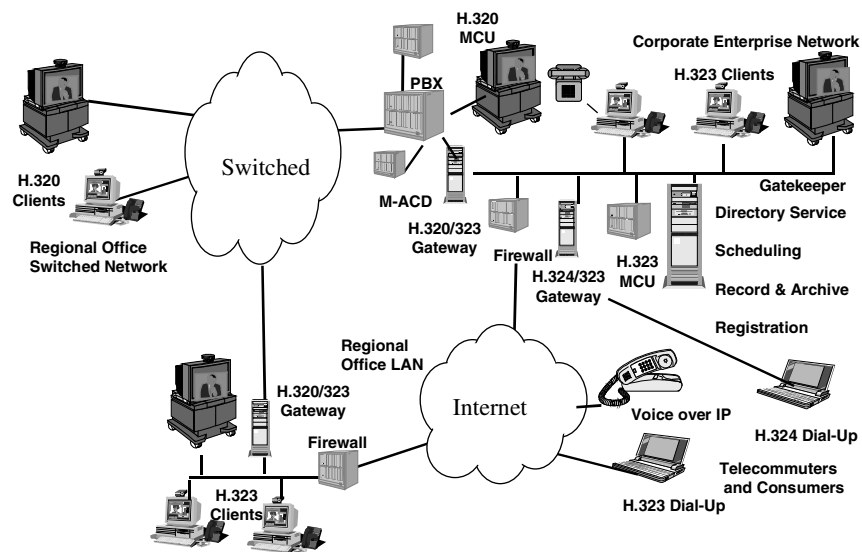 H.320
MCU
Corporate Enterprise Network
H.323 Clients
PBX
Switched
H.320
Clients
M-ACD
Gatekeeper
H.320/323
Gateway
Directory Service
Regional Office
Switched Network
Firewall
H.324/323
Gateway
H.323
MCU
Scheduling
Record & Archive
Registration
Regional
Office LAN
H.320/323
Gateway
Internet
Voice over IP
H.324 Dial-Up
Firewall
Telecommuters
and Consumers
H.323 Dial-Up
H.323
Clients